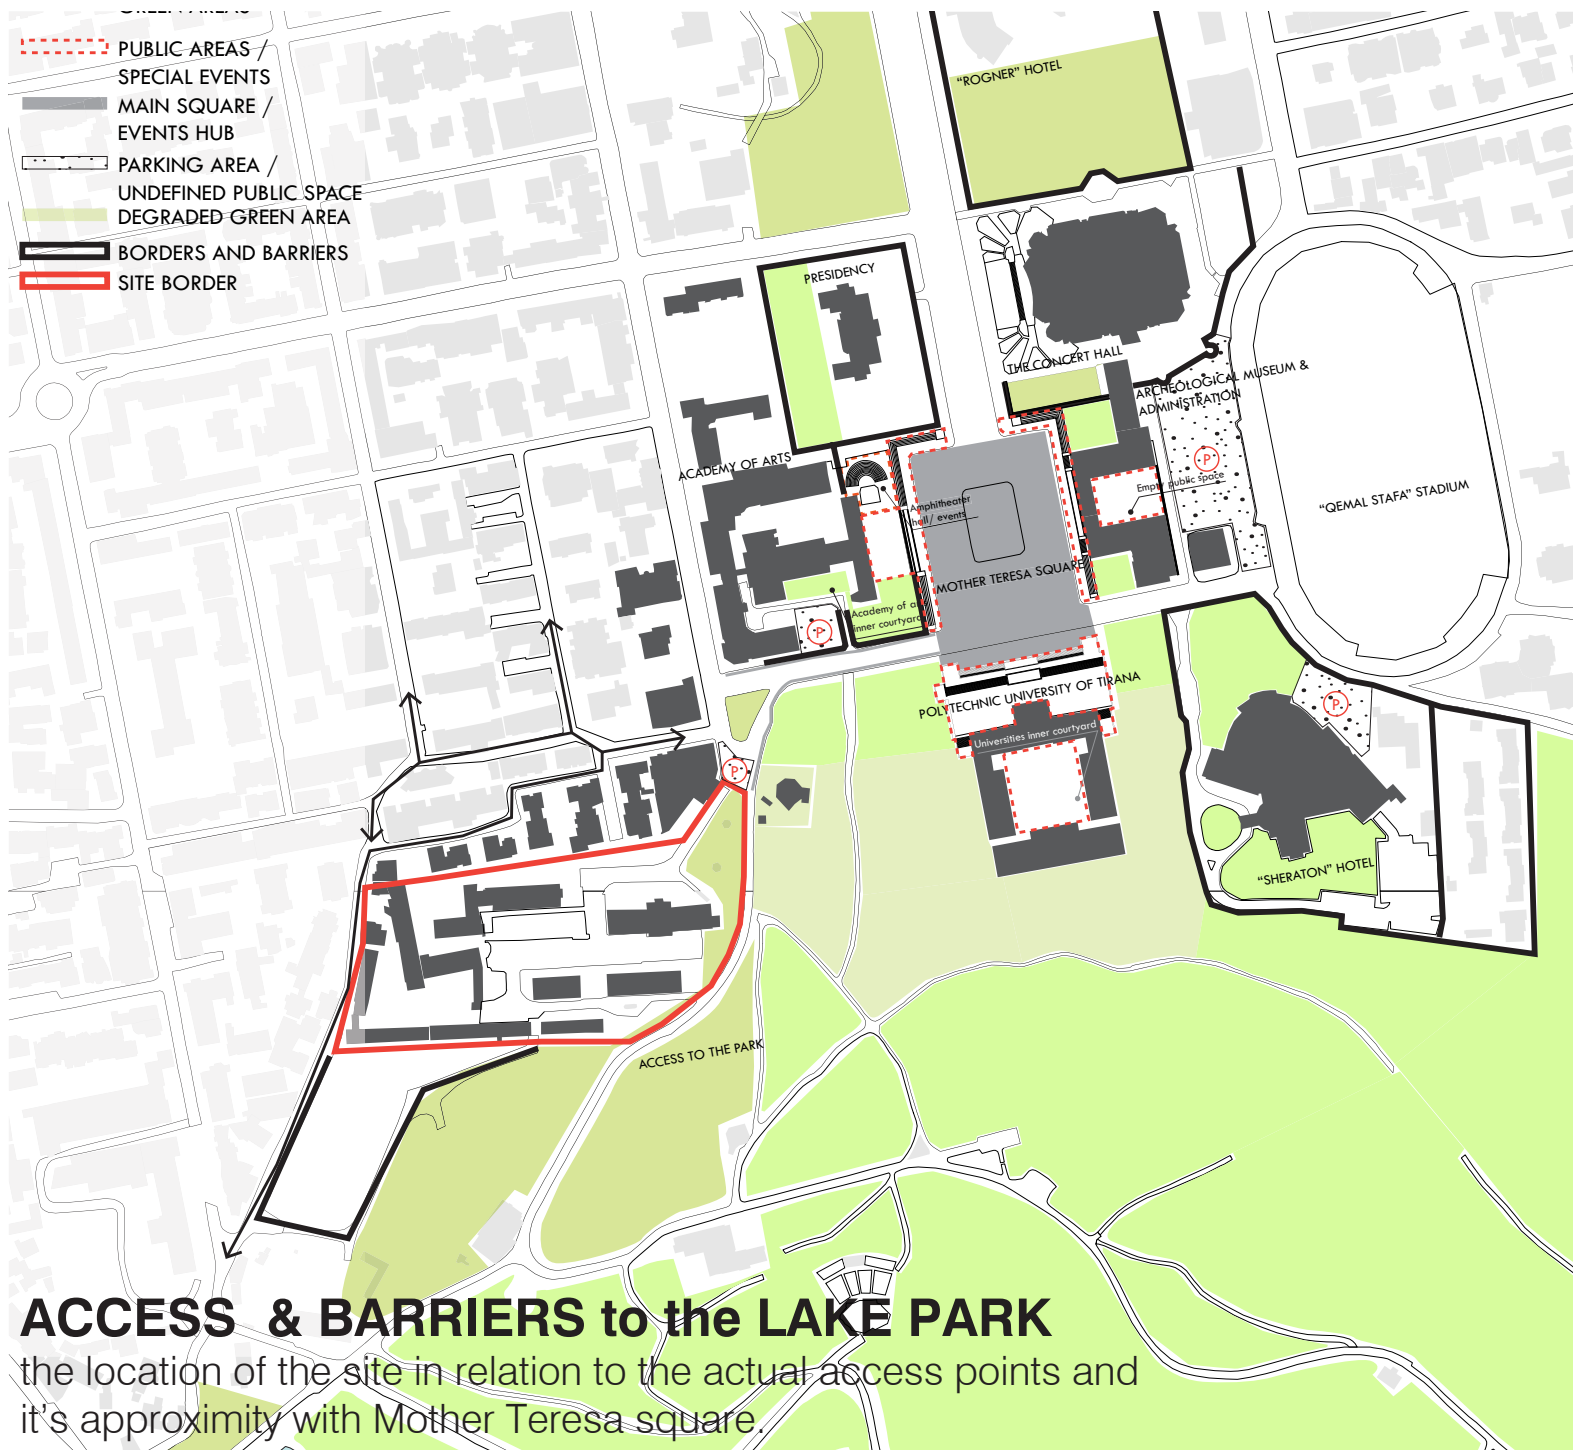 GREEN AREAS
PUBLIC AREAS /
SPECIAL EVENTS
MAIN SQUARE /
EVENTS HUB
PARKING AREA /
UNDEFINED PUBLIC SPACE
DEGRADED GREEN AREA
BORDERS AND BARRIERS
SITE BORDER
"ROGNER" HOTEL
PRESIDENCY
THE CONCERT HALL
ARCHEOLOGICAL MUSEUM &
ADMINISTRATION
P
Empty public space
"QEMAL STAFA" STADIUM
ACADEMY OF ARTS
Amphitheater
hall/ events
MOTHER TERESA SQUARE
Academy of a
inner courtyard
P
POLYTECHNIC UNIVERSITY OF TIRANA
Universities inner courtyard
P
P
"SHERATON" HOTEL
ACCESS TO THE PARK
ACCESS & BARRIERS to the LAKE PARK
the location of the site in relation to the actual access points and
it's approximity with Mother Teresa square.